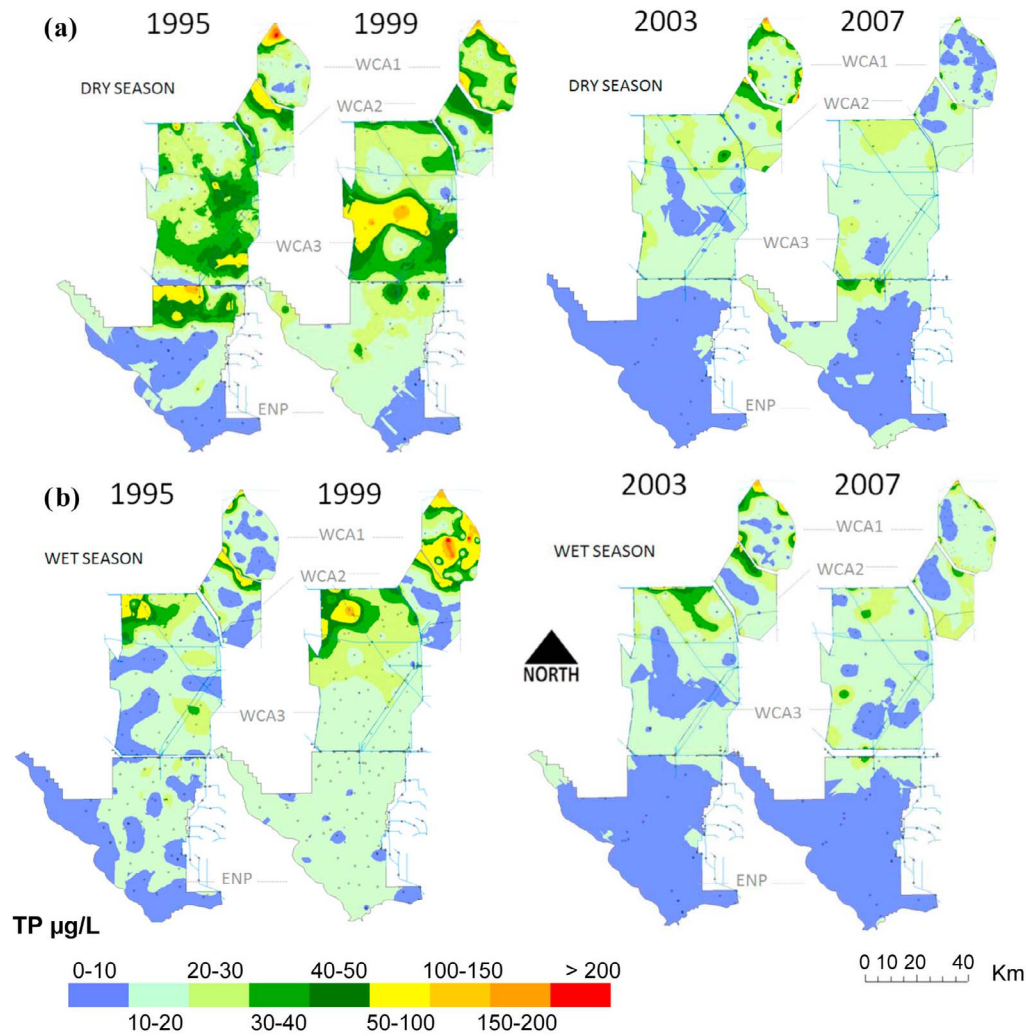 (a) 1995 1999 2003 2007
WCA1
DRY SEASON DRY SEASON
WCA1
WCA2
WCA2
WCA3
WCA3
ENP
ENP
(b) 1995 1999 2003 2007
WCA1
WCA1
WET SEASON WET SEASON
WCA2
WCA2
NORTH
WCA3
WCA3
ENP
ENP
TP µg/L
0-10 20-30 40-50 100-150 > 200
10-20 30-40 50-100 150-200
0 10 20 40 Km